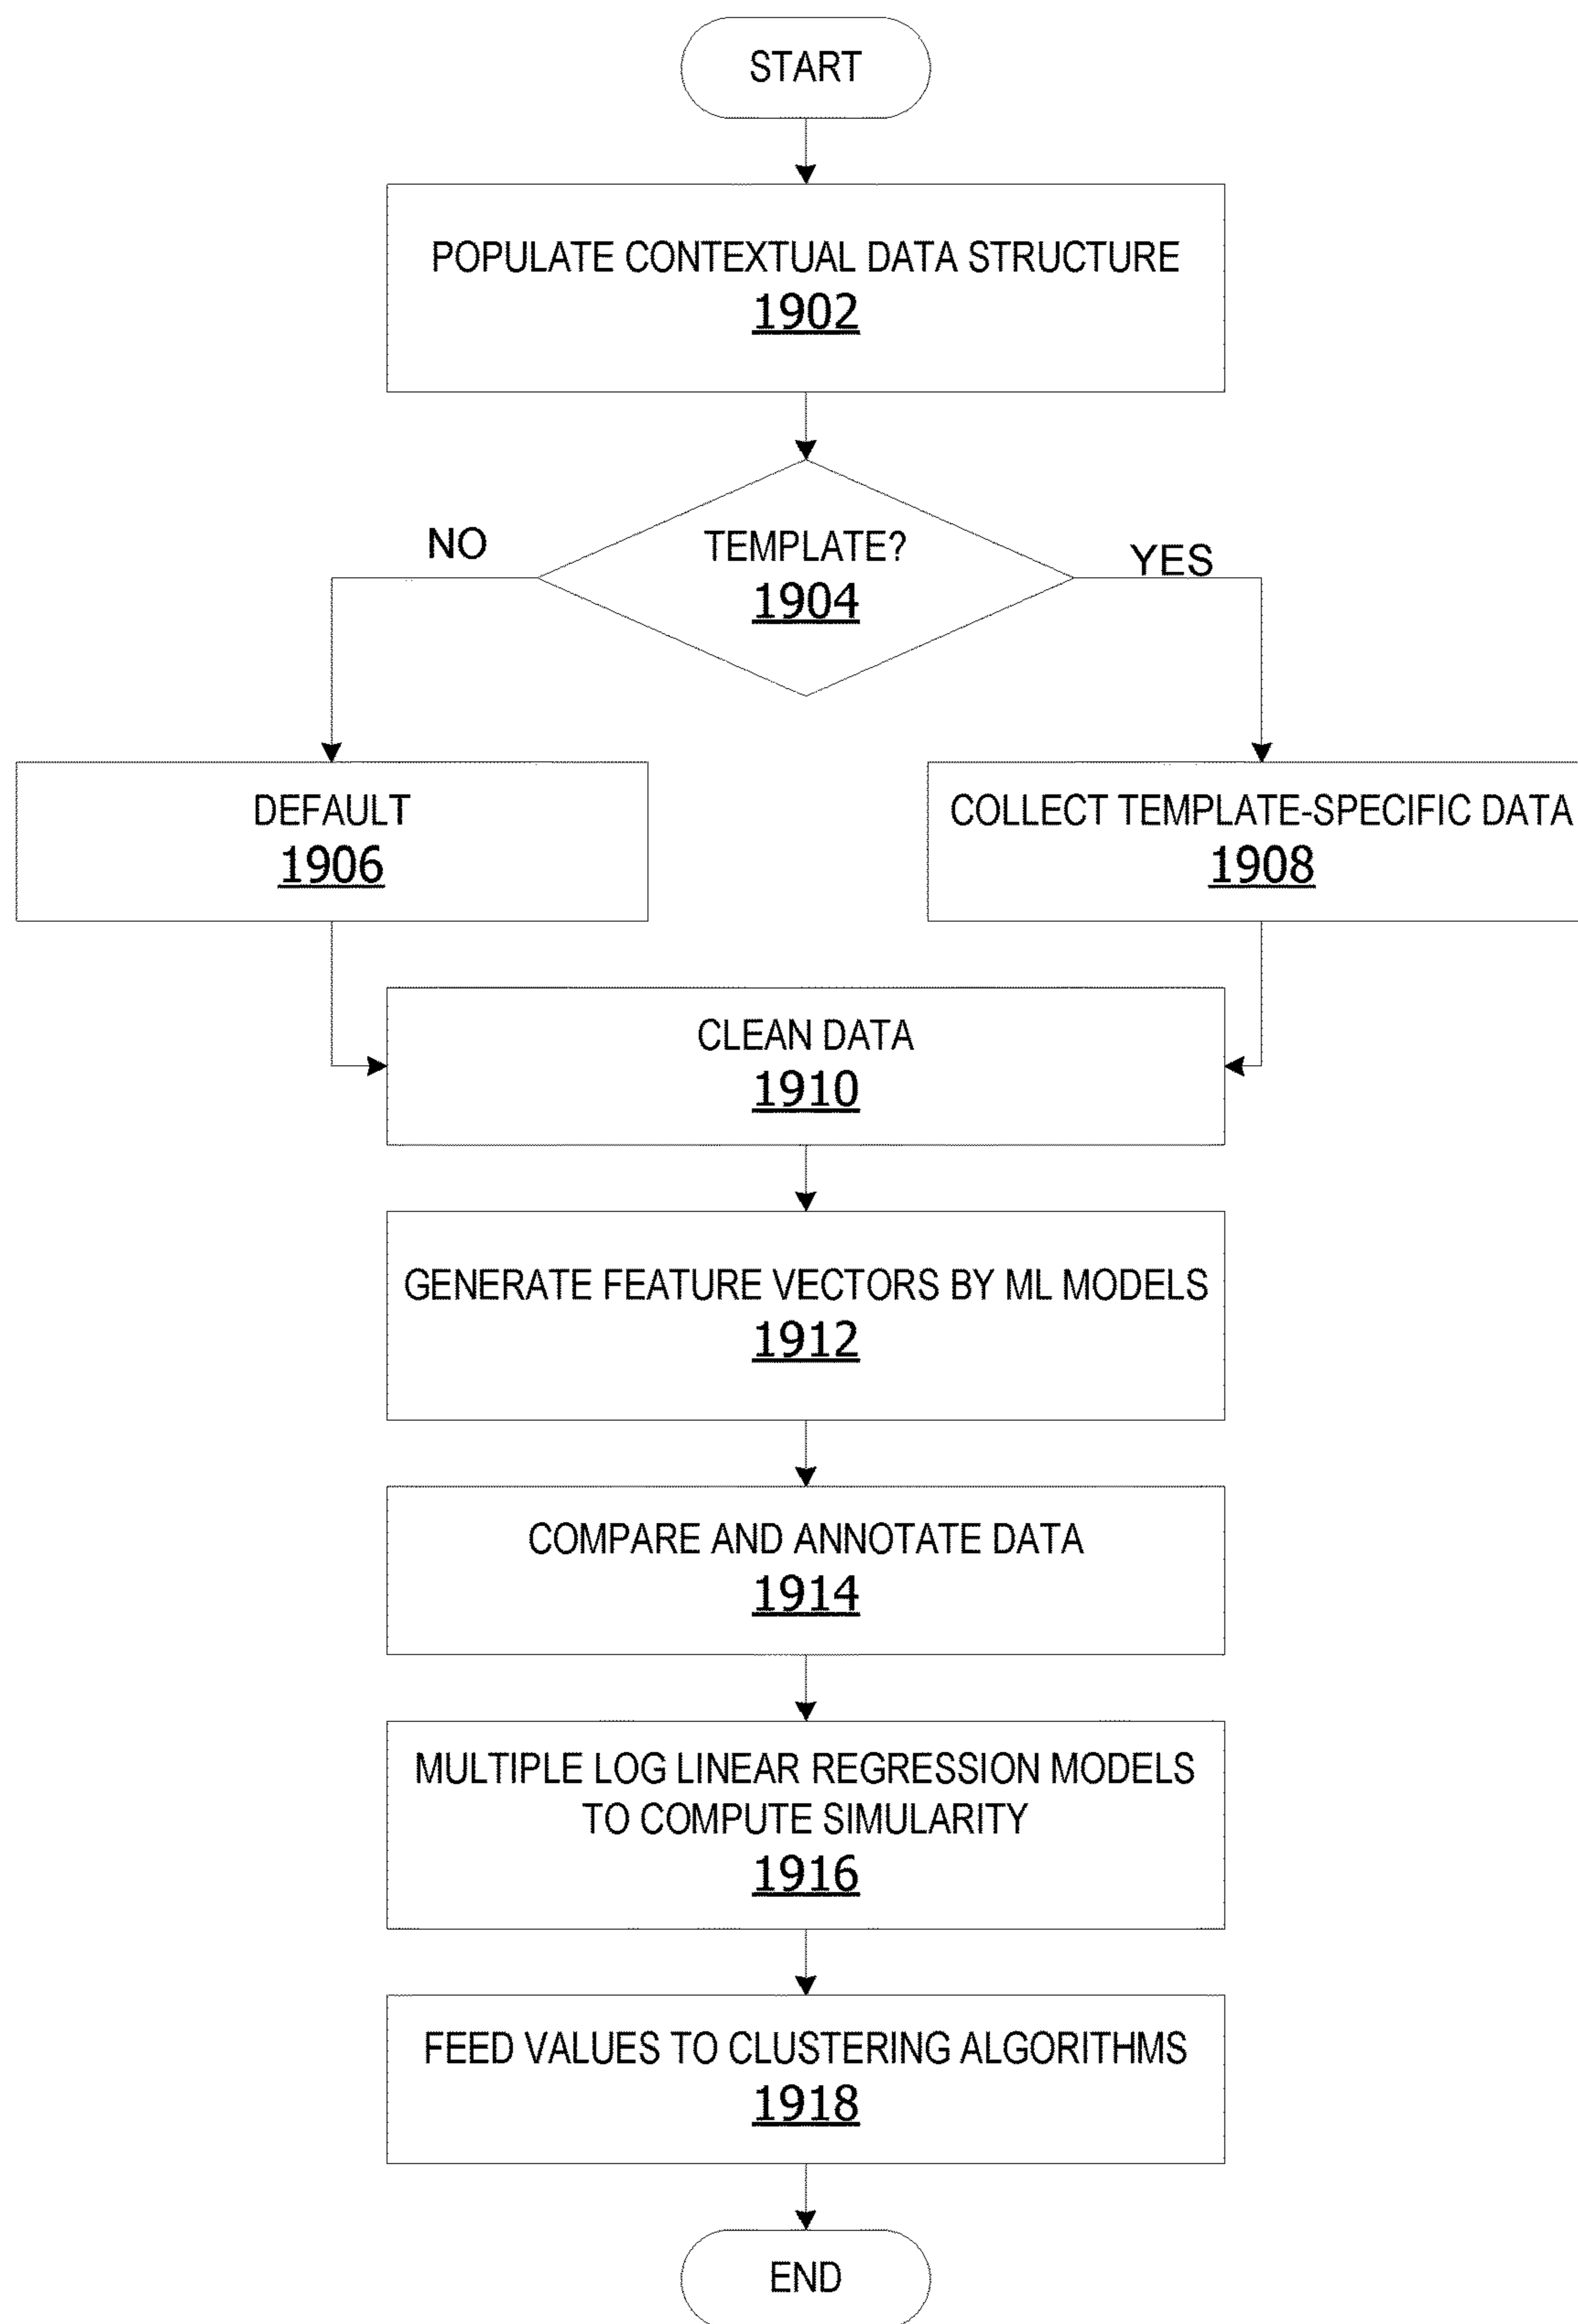 START
POPULATE CONTEXTUAL DATA STRUCTURE
1902
TEMPLATE?
1904
NO
YES
DEFAULT
1906
COLLECT TEMPLATE-SPECIFIC DATA
1908
CLEAN DATA
1910
GENERATE FEATURE VECTORS BY ML MODELS
1912
COMPARE AND ANNOTATE DATA
1914
MULTIPLE LOG LINEAR REGRESSION MODELS
TO COMPUTE SIMULARITY
1916
FEED VALUES TO CLUSTERING ALGORITHMS
1918
END